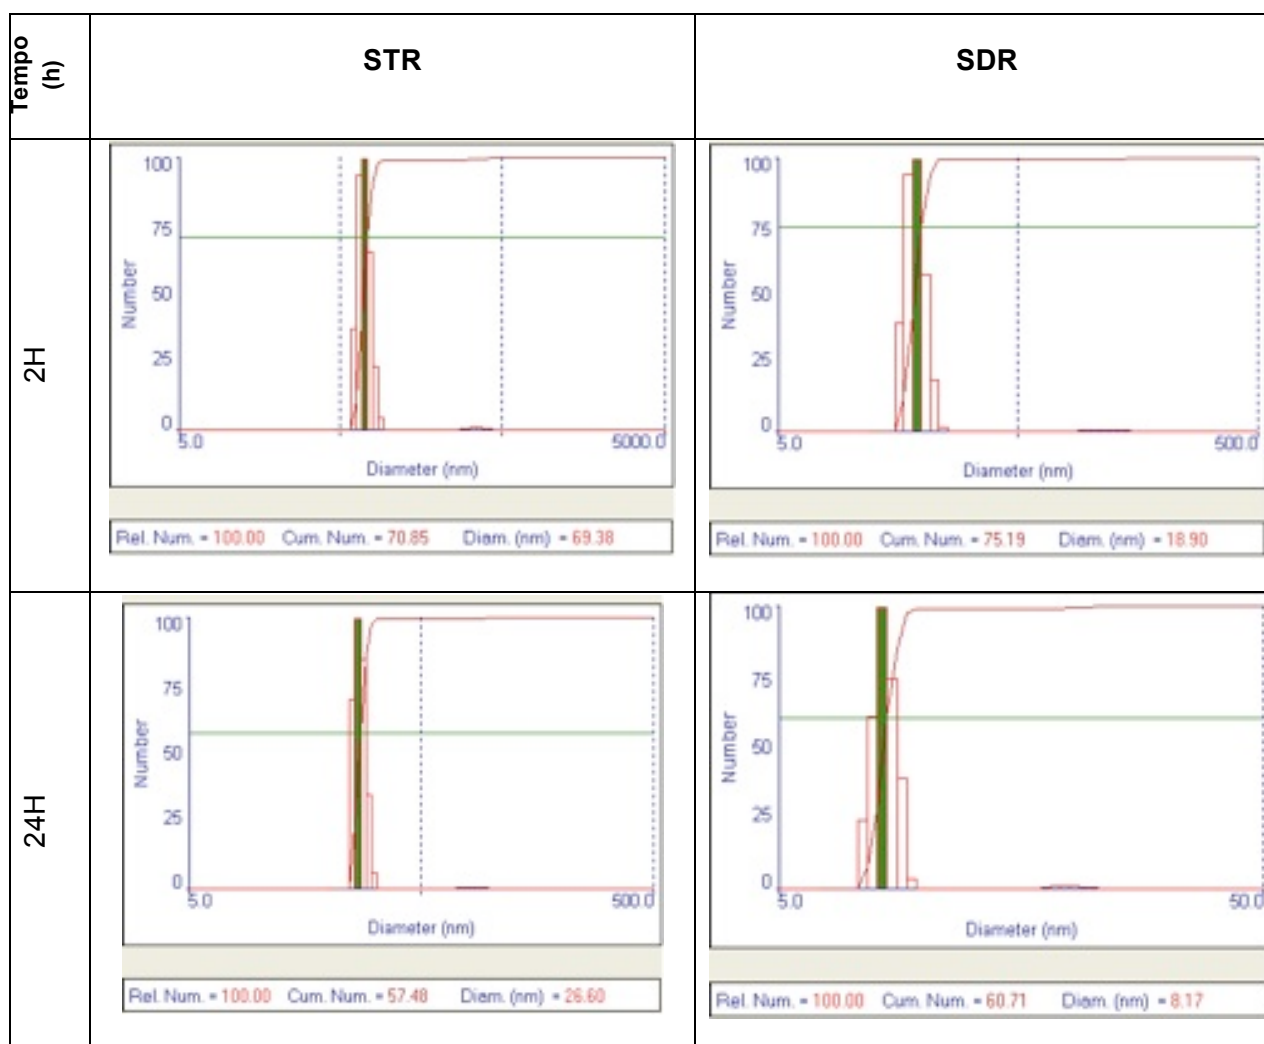 Tempo
(h)
STR
SDR
2H
100
75
50
25
0
Number
5.0
5000.0
Diameter (nm)
Rel. Num. = 100.00 Cum. Num. = 70.85 Diam. (nm) = 69.38
100
75
50
25
0
Number
5.0
500.0
Diameter (nm)
Rel. Num. = 100.00 Cum. Num. = 75.19 Diam. (nm) = 18.90
24H
100
75
50
25
0
Number
5.0
500.0
Diameter (nm)
Rel. Num. = 100.00 Cum. Num. = 57.48 Diam. (nm) = 26.60
100
75
50
25
0
Number
5.0
50.0
Diameter (nm)
Rel. Num. = 100.00 Cum. Num. = 60.71 Diam. (nm) = 8.17